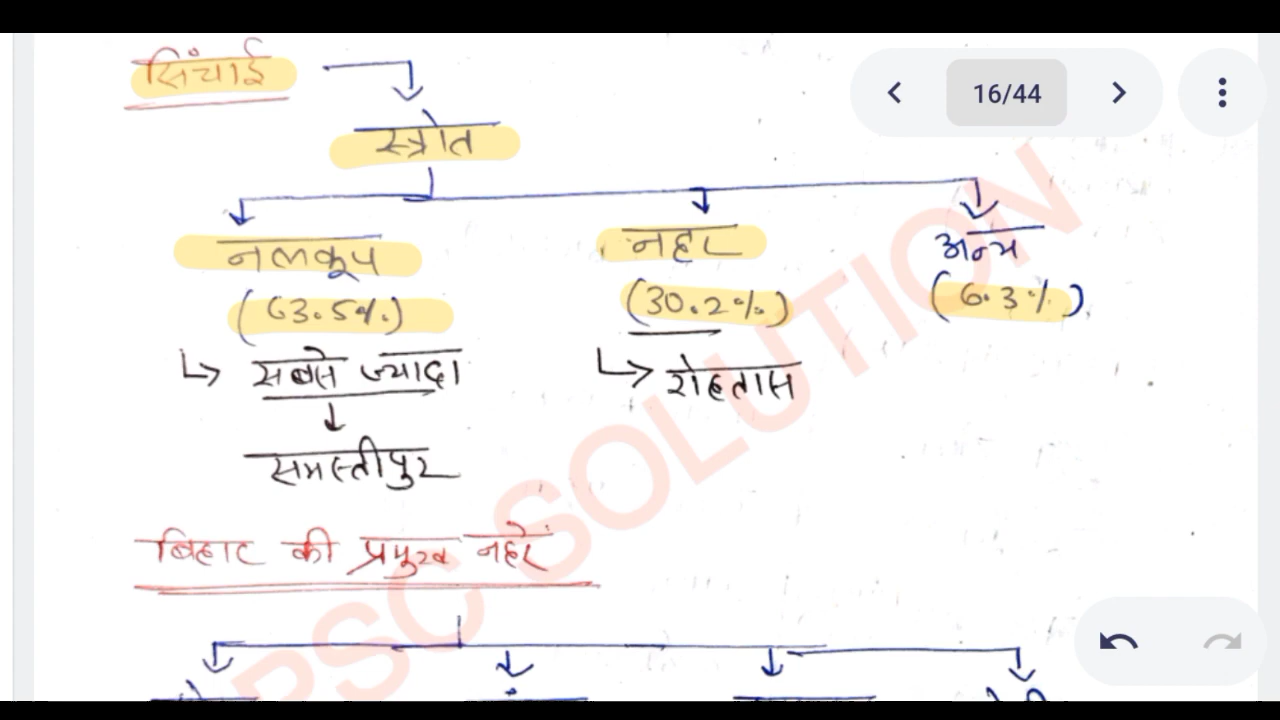 सिंचाई
16/44
स्त्रोत
नलकूप नहर अन्य
(63.5%.) (30.2%) (6.3%)
सबसे ज्यादा रोहतास
समस्तीपुर
बिहार की प्रमुख नहरें
PSC SOLUTION